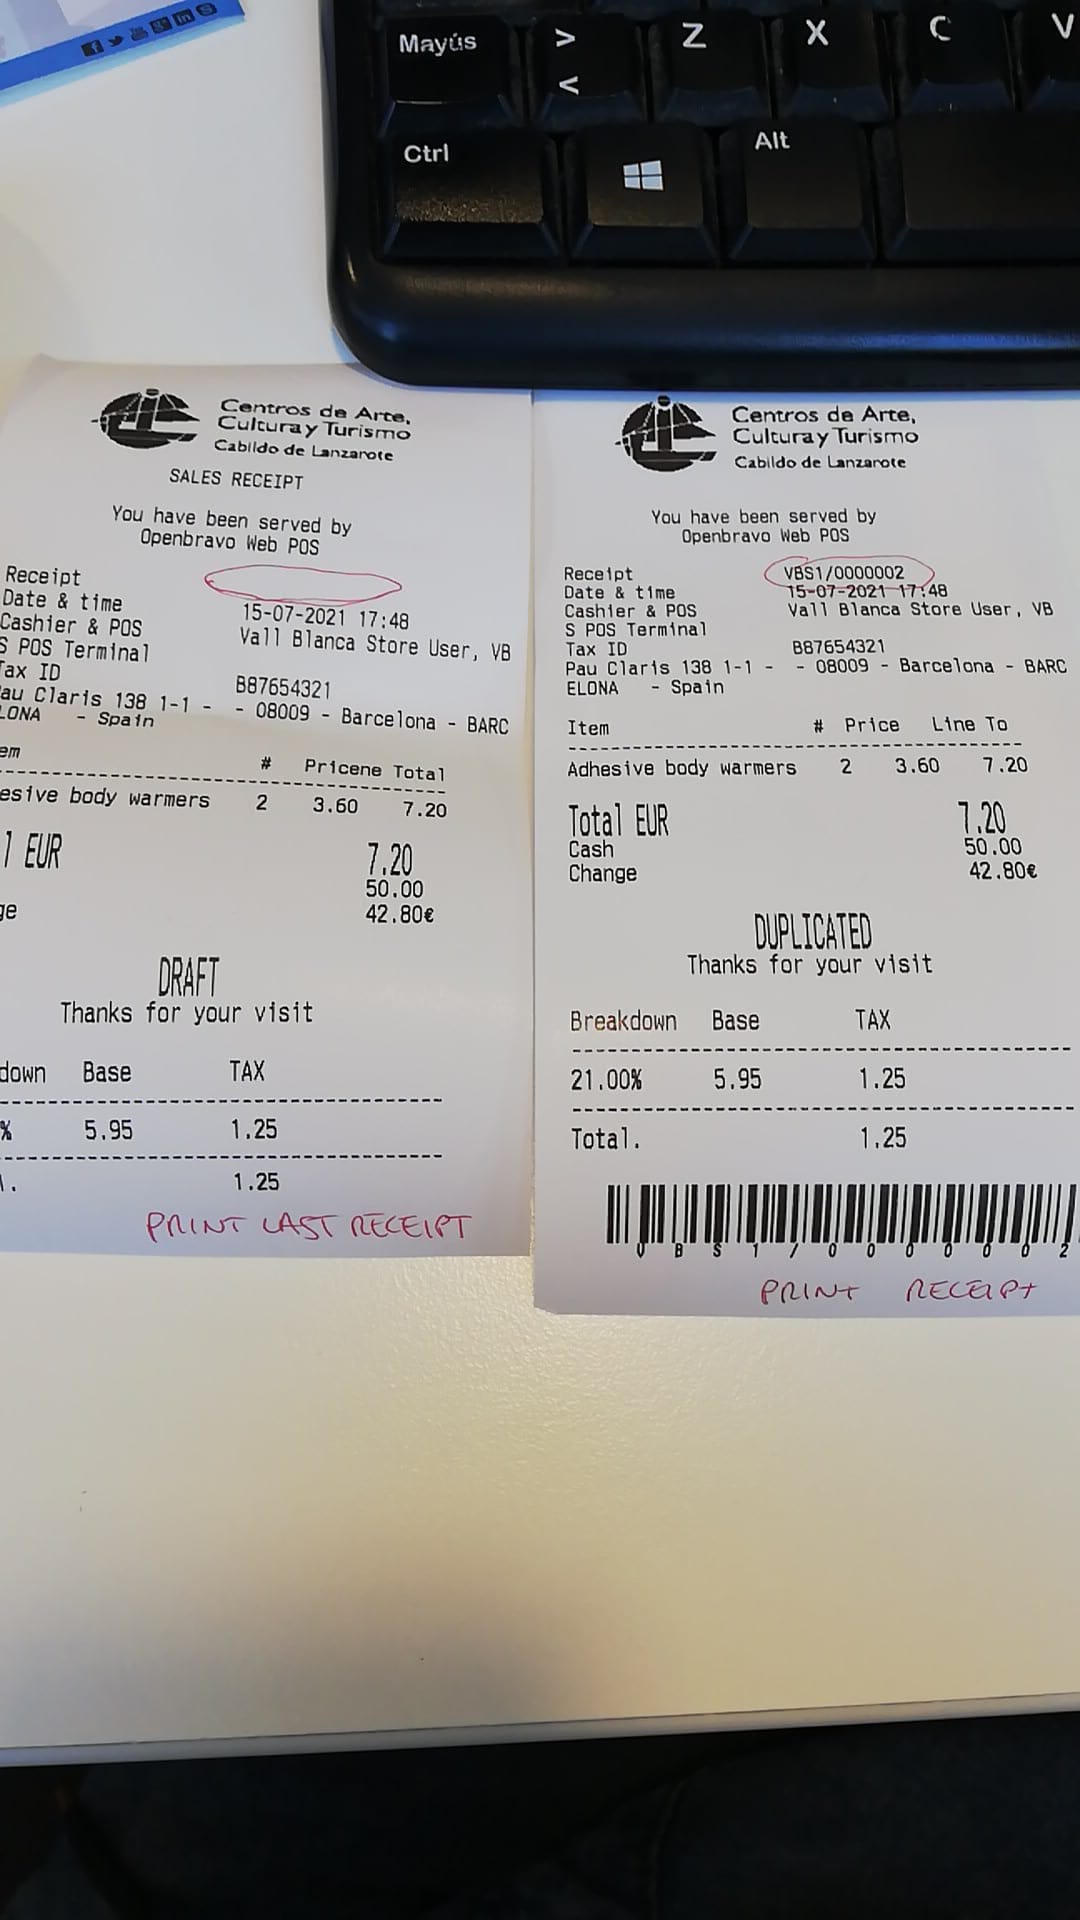 Mayús > Z X C V
<
Ctrl Alt
Centros de Arte,
Cultura y Turismo
Cabildo de Lanzarote
SALES RECEIPT
You have been served by
Openbravo Web POS
Receipt
Date & time 15-07-2021 17:48
Cashier & POS Vall Blanca Store User, VB
S POS Terminal
Tax ID B87654321
au Claris 138 1-1 - - 08009 - Barcelona - BARC
LONA - Spain
em # Pricene Total
esive body warmers 2 3.60 7.20
l EUR 7.20
50.00
ge 42.80€
DRAFT
Thanks for your visit
down Base TAX
% 5.95 1.25
l. 1.25
PRINT LAST RECEIPT
Centros de Arte,
Cultura y Turismo
Cabildo de Lanzarote
You have been served by
Openbravo Web POS
Receipt VBS1/0000002
Date & time 15-07-2021 17:48
Cashier & POS Vall Blanca Store User, VB
S POS Terminal
Tax ID B87654321
Pau Claris 138 1-1 - - 08009 - Barcelona - BARC
ELONA - Spain
Item # Price Line To
Adhesive body warmers 2 3.60 7.20
Total EUR 7.20
Cash 50.00
Change 42.80€
DUPLICATED
Thanks for your visit
Breakdown Base TAX
21.00% 5.95 1.25
Total. 1.25
VBS1/0000002
PRINT RECEIPT